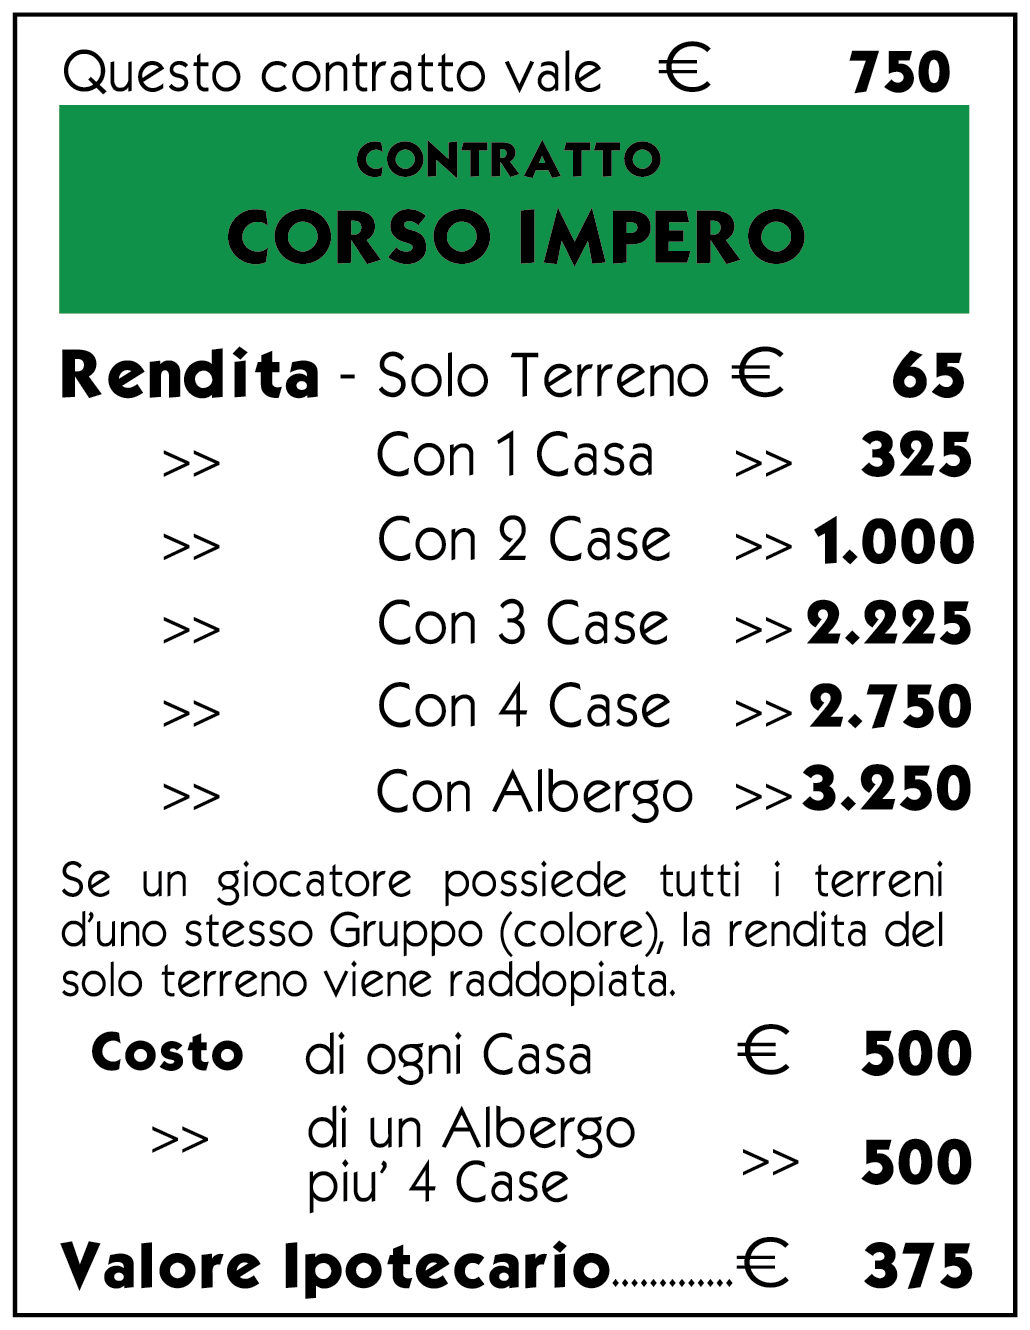 Questo contratto vale € 750
CONTRATTO
CORSO IMPERO
Rendita - Solo Terreno € 65
>> Con 1 Casa >> 325
>> Con 2 Case >> 1.000
>> Con 3 Case >> 2.225
>> Con 4 Case >> 2.750
>> Con Albergo >> 3.250
Se un giocatore possiede tutti i terreni
d'uno stesso Gruppo (colore), la rendita del
solo terreno viene raddopiata.
Costo di ogni Casa € 500
>> di un Albergo
piu' 4 Case >> 500
Valore Ipotecario.............€ 375